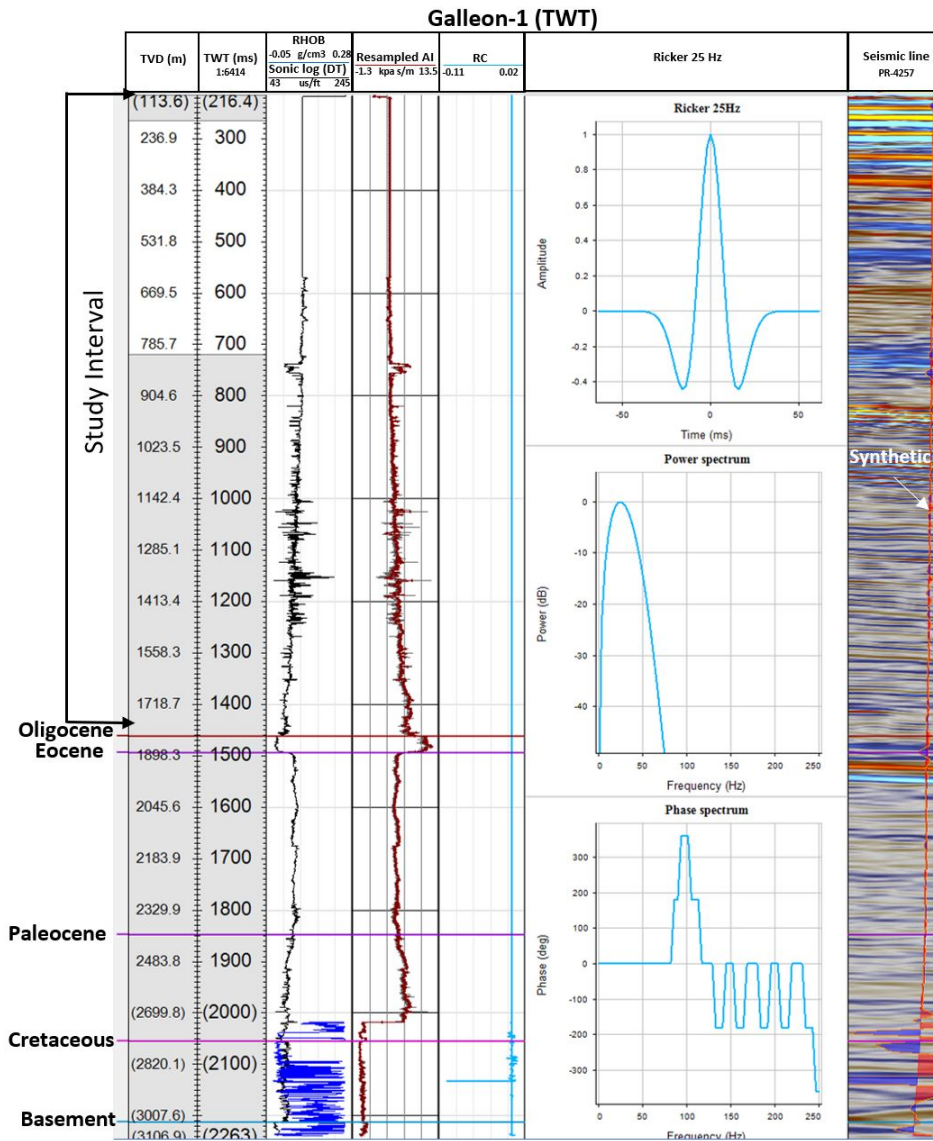 Galleon-1 (TWT)
TVD (m)
TWT (ms)
1:6414
RHOB
-0.05 g/cm3 0.28
Sonic log (DT)
43 us/ft 245
Resampled AI
-1.3 kpa s/m 13.5
RC
-0.11 0.02
Ricker 25 Hz
Seismic line
PR-4257
Study Interval
(113.6) (216.4)
236.9 300
384.3 400
531.8 500
669.5 600
785.7 700
904.6 800
1023.5 900
1142.4 1000
1285.1 1100
1413.4 1200
1558.3 1300
1718.7 1400
Oligocene
Eocene
1898.3 1500
2045.6 1600
2183.9 1700
2329.9 1800
Paleocene
2483.8 1900
(2699.8) (2000)
Cretaceous
(2820.1) (2100)
(3007.6)
Basement
(3106.9) (2263)
Ricker 25Hz
Amplitude
1
0.8
0.6
0.4
0.2
0
-0.2
-0.4
-50 0 50
Time (ms)
Power spectrum
Power (dB)
0
-10
-20
-30
-40
0 50 100 150 200 250
Frequency (Hz)
Phase spectrum
Phase (deg)
300
200
100
0
-100
-200
-300
0 50 100 150 200 250
Frequency (Hz)
Synthetic